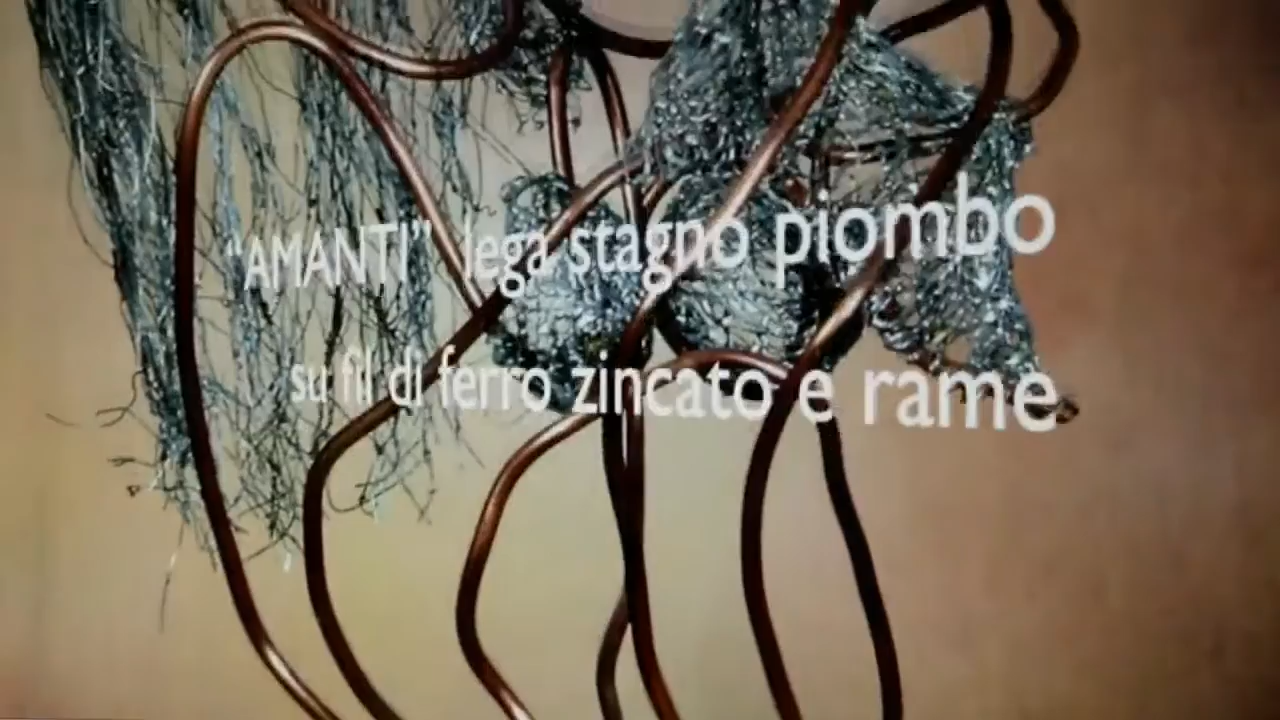 “AMANTI” lega stagno piombo
su fil di ferro zincato e rame